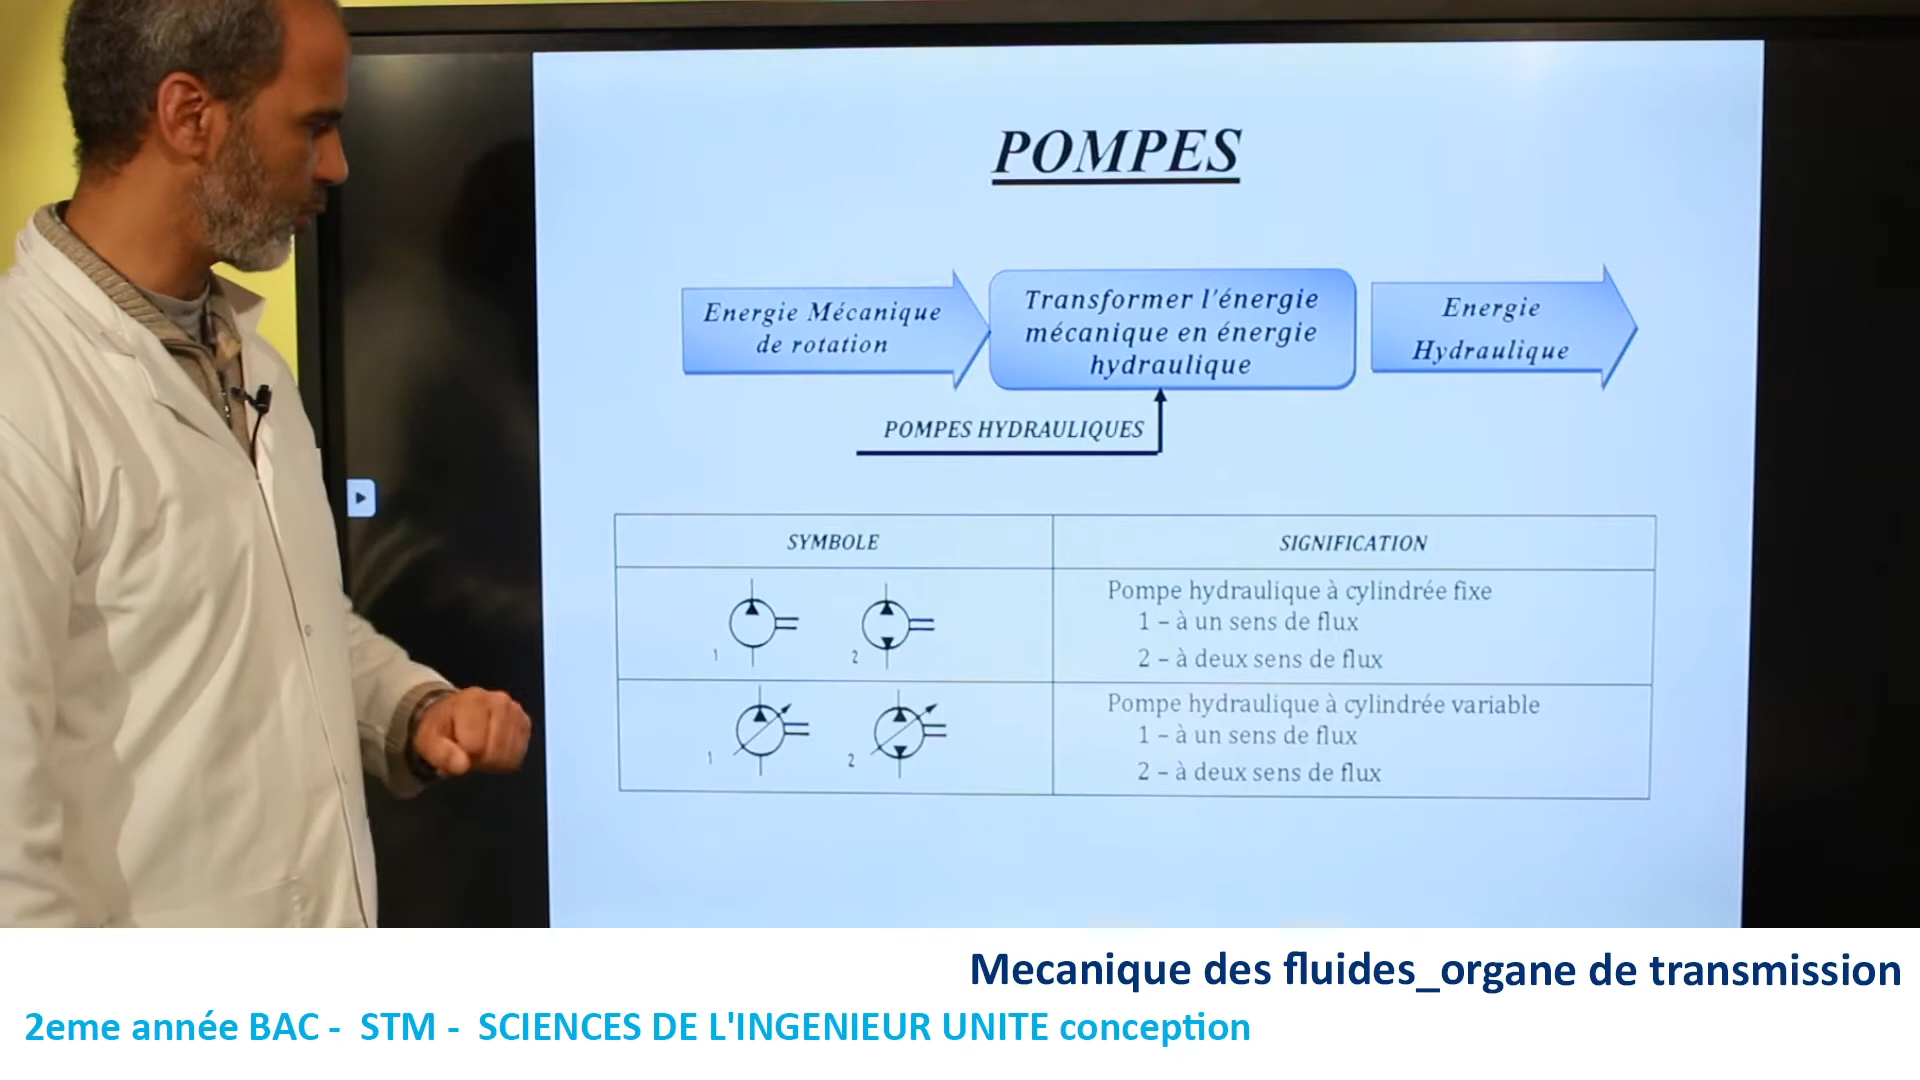 POMPES
Energie Mécanique
de rotation
Transformer l'énergie
mécanique en énergie
hydraulique
Energie
Hydraulique
POMPES HYDRAULIQUES
SYMBOLE
SIGNIFICATION
1
2
Pompe hydraulique à cylindrée fixe
1 – à un sens de flux
2 – à deux sens de flux
1
2
Pompe hydraulique à cylindrée variable
1 – à un sens de flux
2 – à deux sens de flux
Mecanique des fluides_organe de transmission
2eme année BAC - STM - SCIENCES DE L'INGENIEUR UNITE conception